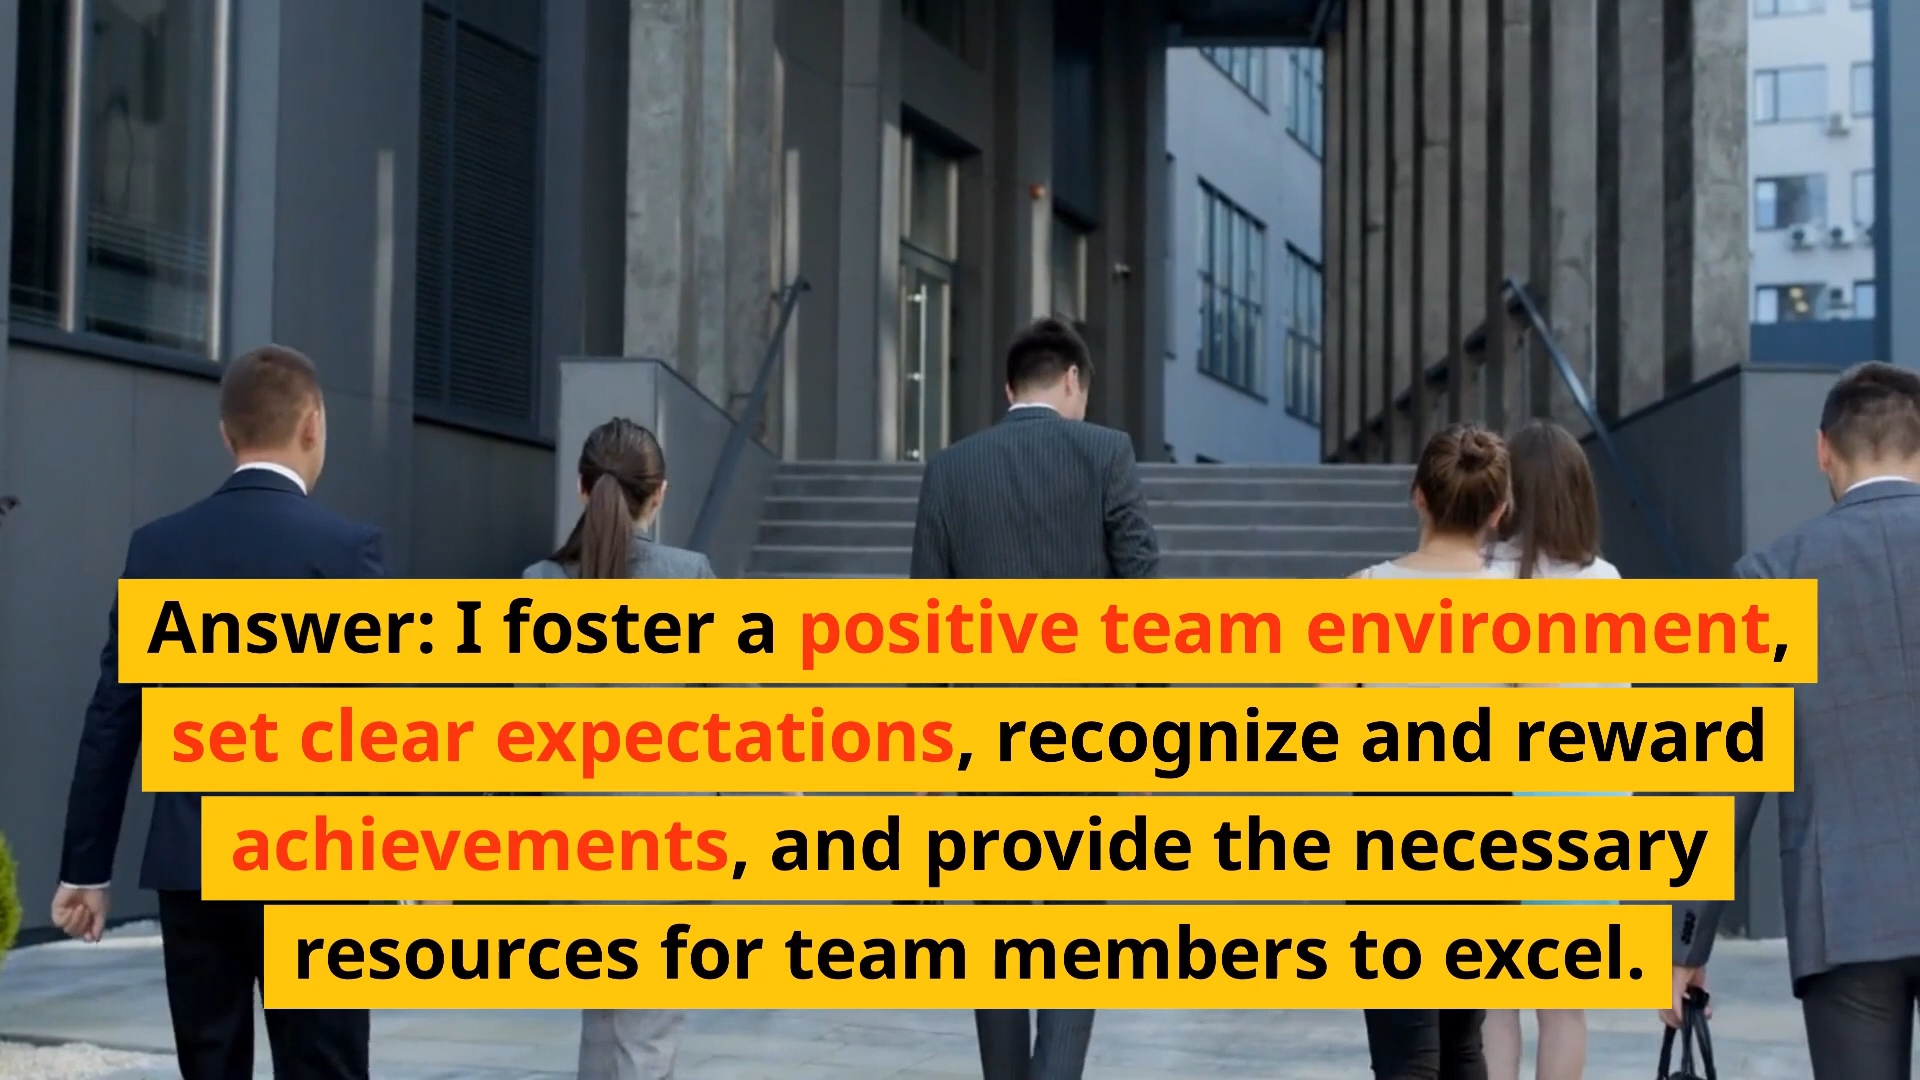 Answer: I foster a positive team environment,
set clear expectations, recognize and reward
achievements, and provide the necessary
resources for team members to excel.